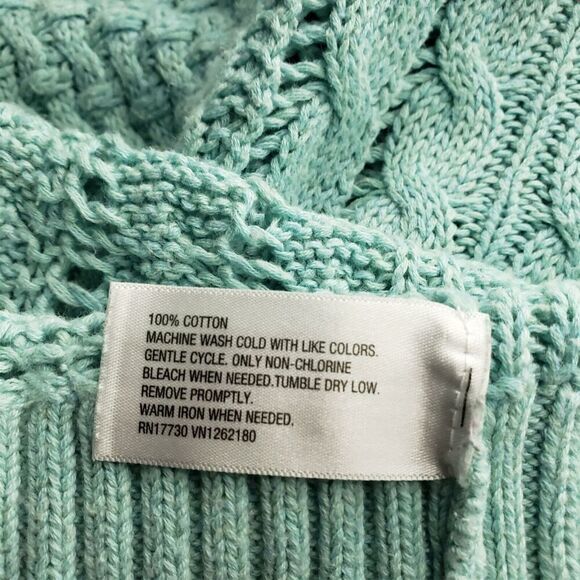 100% COTTON
MACHINE WASH COLD WITH LIKE COLORS.
GENTLE CYCLE. ONLY NON-CHLORINE
BLEACH WHEN NEEDED.TUMBLE DRY LOW.
REMOVE PROMPTLY.
WARM IRON WHEN NEEDED.
RN17730 VN1262180